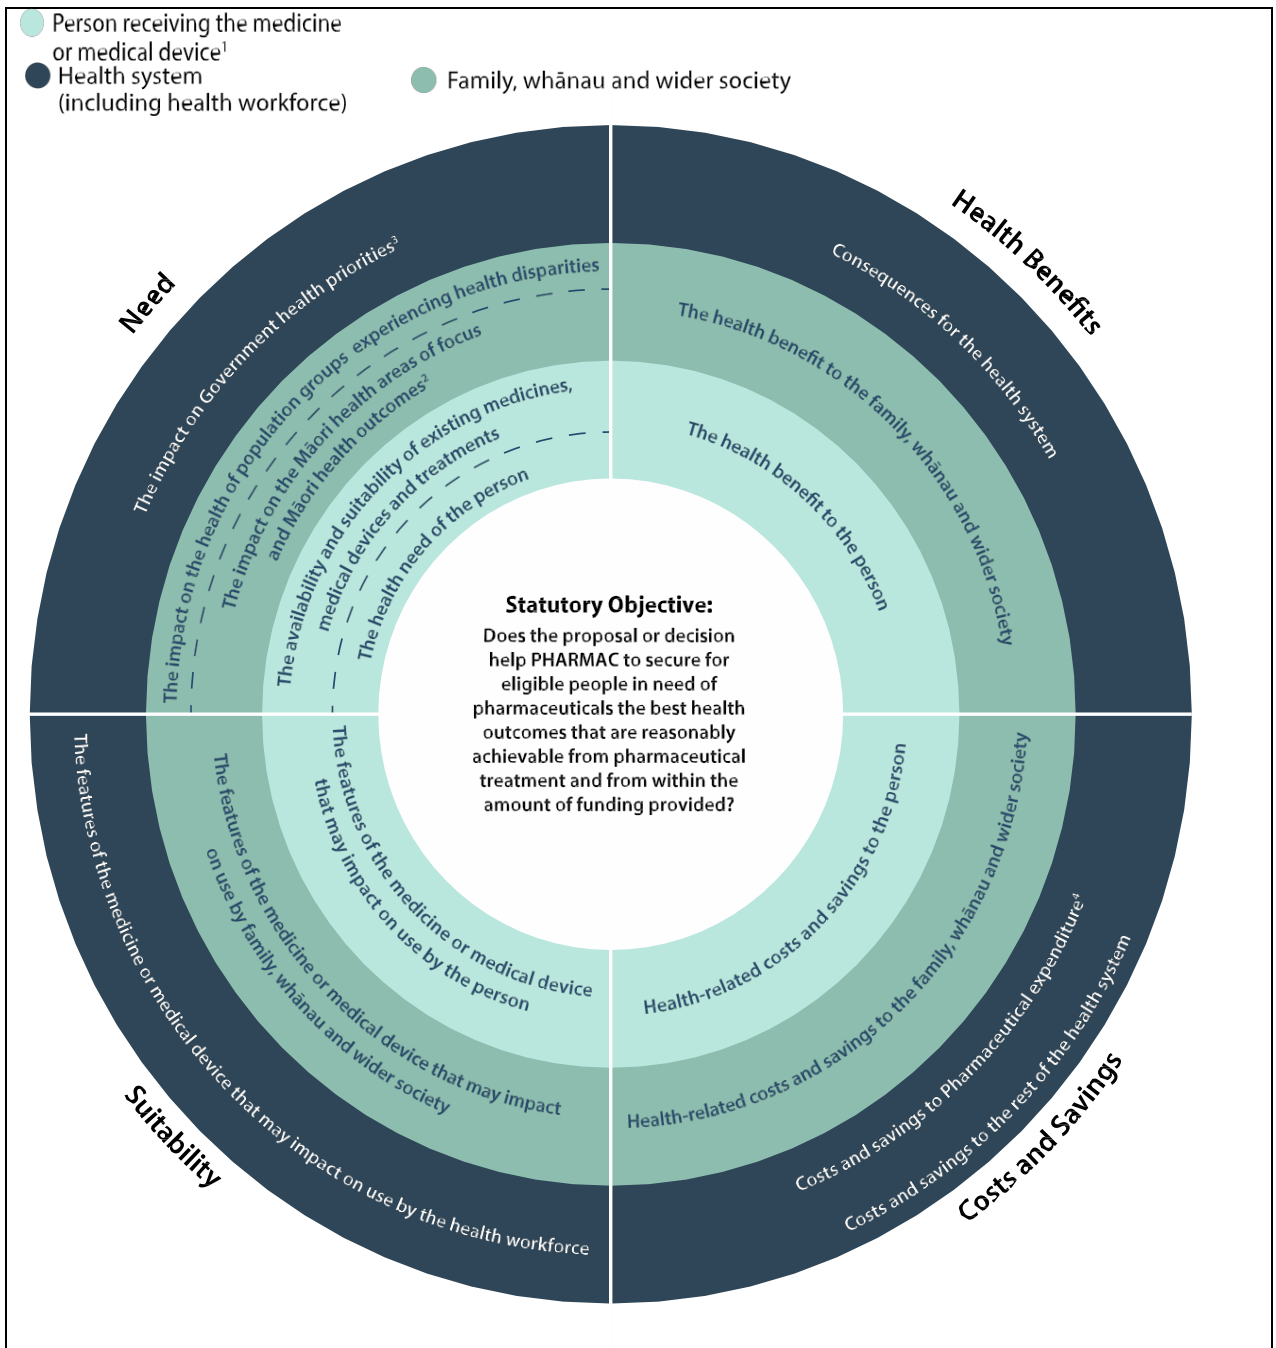 Person receiving the medicine
or medical device¹
Health system
(including health workforce)
Family, whānau and wider society
Need
The impact on Government health priorities³
The impact on the health of population groups experiencing health disparities
The impact on the Māori health areas of focus
and Māori health outcomes²
The availability and suitability of existing medicines,
medical devices and treatments
The health need of the person
Health Benefits
Consequences for the health system
The health benefit to the family, whānau and wider society
The health benefit to the person
Statutory Objective:
Does the proposal or decision
help PHARMAC to secure for
eligible people in need of
pharmaceuticals the best health
outcomes that are reasonably
achievable from pharmaceutical
treatment and from within the
amount of funding provided?
The features of the medicine or medical device
that may impact on use by the person
The features of the medicine or medical device that may impact
on use by family, whānau and wider society
The features of the medicine or medical device that may impact on use by the health workforce
Suitability
Health-related costs and savings to the person
Health-related costs and savings to the family, whānau and wider society
Costs and savings to Pharmaceutical expenditure⁴
Costs and savings to the rest of the health system
Costs and Savings